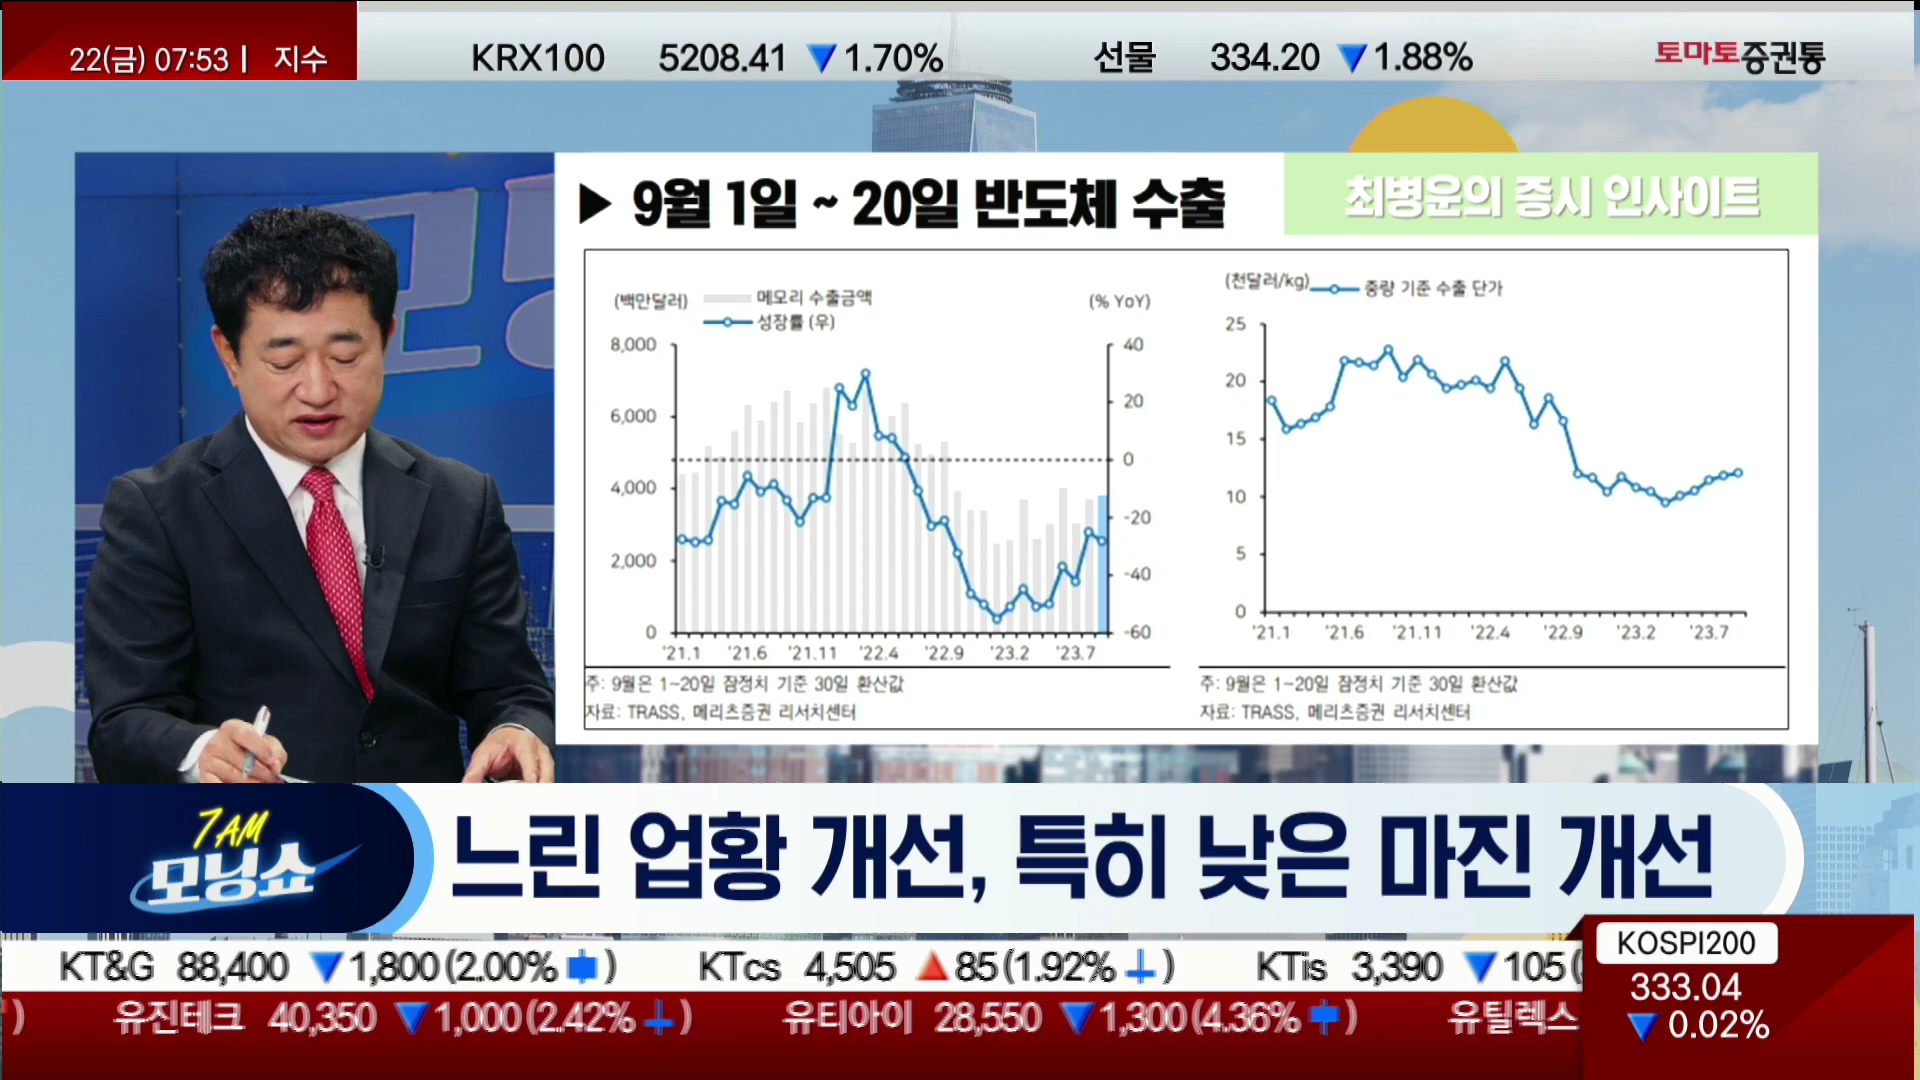 22(금) 07:53 | 지수 KRX100 5208.41 ▼1.70% 선물 334.20 ▼1.88% 토마토증권통
▶ 9월 1일 ~ 20일 반도체 수출
최병운의 증시 인사이트
(백만달러) 메모리 수출금액 (% YoY)
성장률 (우)
8,000 40
6,000 20
4,000 0
2,000 -20
0 -40
-60
'21.1 '21.6 '21.11 '22.4 '22.9 '23.2 '23.7
주: 9월은 1~20일 잠정치 기준 30일 환산값
자료: TRASS, 메리츠증권 리서치센터
(천달러/kg) 중량 기준 수출 단가
25
20
15
10
5
0
'21.1 '21.6 '21.11 '22.4 '22.9 '23.2 '23.7
주: 9월은 1~20일 잠정치 기준 30일 환산값
자료: TRASS, 메리츠증권 리서치센터
7AM
모닝쇼
느린 업황 개선, 특히 낮은 마진 개선
KT&G 88,400 ▼1,800(2.00% ) KTcs 4,505 ▲85(1.92% ) KTis 3,390 ▼105(
) 유진테크 40,350 ▼1,000(2.42% ) 유티아이 28,550 ▼1,300(4.36% ) 유틸렉스
KOSPI200
333.04
▼ 0.02%